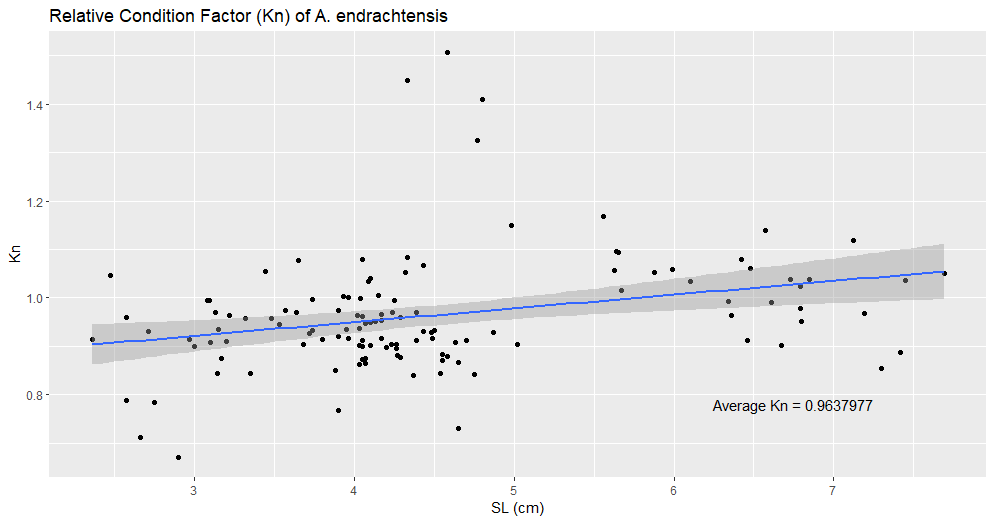 Relative Condition Factor (Kn) of A. endrachtensis
Kn
1.4
1.2
1.0
0.8
Average Kn = 0.9637977
3 4 5 6 7
SL (cm)